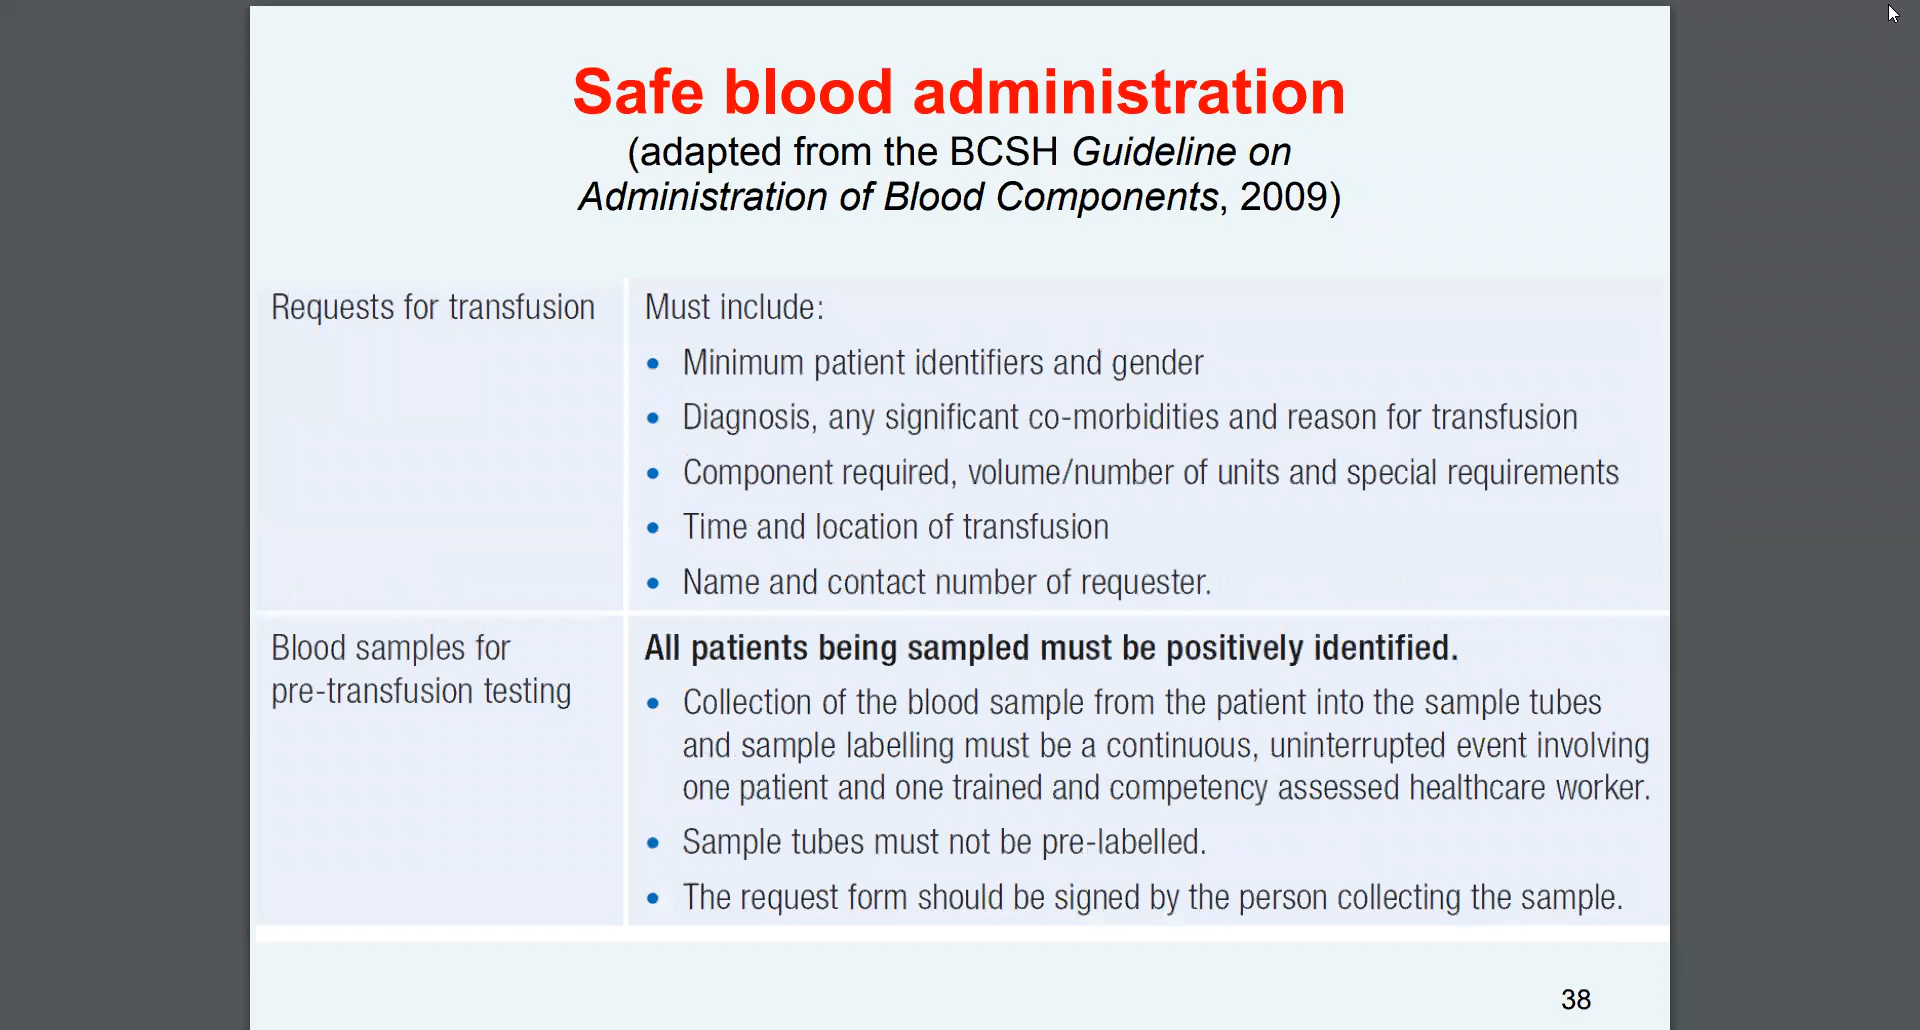 Safe blood administration
(adapted from the BCSH Guideline on
Administration of Blood Components, 2009)
Requests for transfusion
Must include:
• Minimum patient identifiers and gender
• Diagnosis, any significant co-morbidities and reason for transfusion
• Component required, volume/number of units and special requirements
• Time and location of transfusion
• Name and contact number of requester.
Blood samples for
pre-transfusion testing
All patients being sampled must be positively identified.
• Collection of the blood sample from the patient into the sample tubes
and sample labelling must be a continuous, uninterrupted event involving
one patient and one trained and competency assessed healthcare worker.
• Sample tubes must not be pre-labelled.
• The request form should be signed by the person collecting the sample.
38